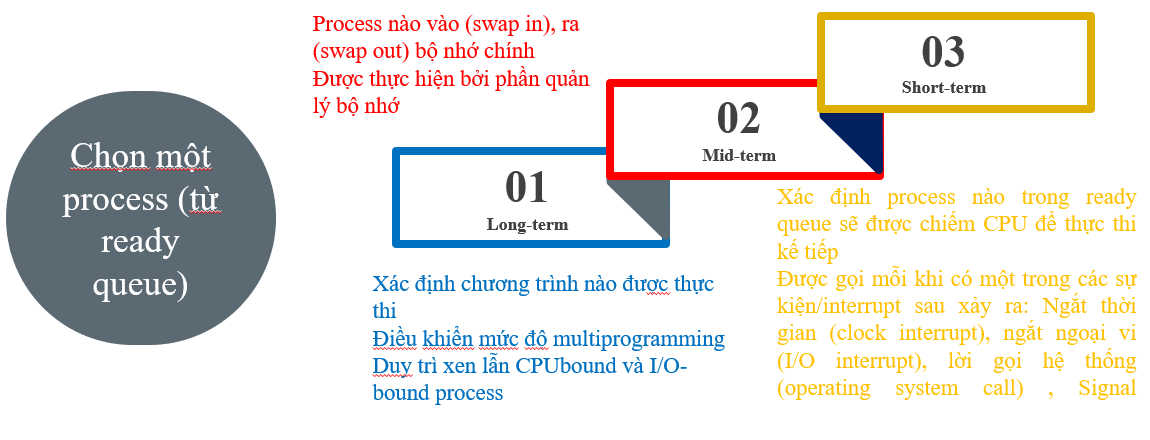 Chọn một
process (từ
ready
queue)
Process nào vào (swap in), ra
(swap out) bộ nhớ chính
Được thực hiện bởi phần quản
lý bộ nhớ
01
Long-term
Xác định chương trình nào được thực
thi
Điều khiển mức độ multiprogramming
Duy trì xen lẫn CPUbound và I/O-
bound process
02
Mid-term
03
Short-term
Xác định process nào trong ready
queue sẽ được chiếm CPU để thực thi
kế tiếp
Được gọi mỗi khi có một trong các sự
kiện/interrupt sau xảy ra: Ngắt thời
gian (clock interrupt), ngắt ngoại vi
(I/O interrupt), lời gọi hệ thống
(operating system call) , Signal